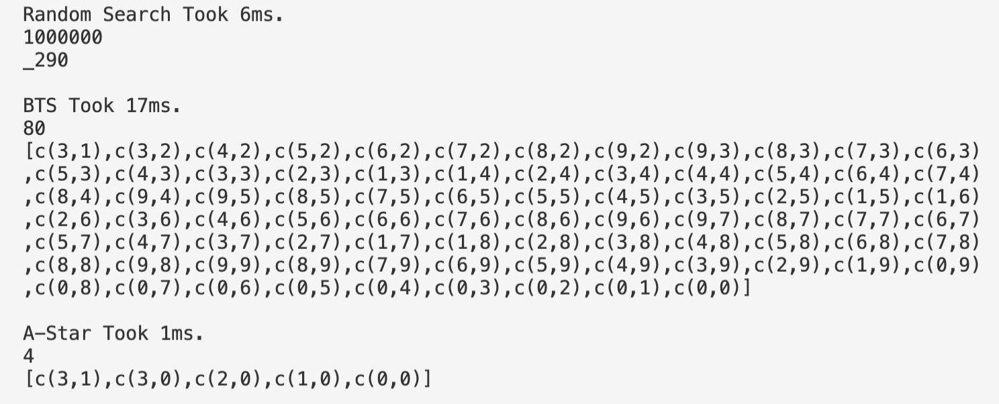 Random Search Took 6ms.
1000000
_290
BTS Took 17ms.
80
[c(3,1),c(3,2),c(4,2),c(5,2),c(6,2),c(7,2),c(8,2),c(9,2),c(9,3),c(8,3),c(7,3),c(6,3)
,c(5,3),c(4,3),c(3,3),c(2,3),c(1,3),c(1,4),c(2,4),c(3,4),c(4,4),c(5,4),c(6,4),c(7,4)
,c(8,4),c(9,4),c(9,5),c(8,5),c(7,5),c(6,5),c(5,5),c(4,5),c(3,5),c(2,5),c(1,5),c(1,6)
,c(2,6),c(3,6),c(4,6),c(5,6),c(6,6),c(7,6),c(8,6),c(9,6),c(9,7),c(8,7),c(7,7),c(6,7)
,c(5,7),c(4,7),c(3,7),c(2,7),c(1,7),c(1,8),c(2,8),c(3,8),c(4,8),c(5,8),c(6,8),c(7,8)
,c(8,8),c(9,8),c(9,9),c(8,9),c(7,9),c(6,9),c(5,9),c(4,9),c(3,9),c(2,9),c(1,9),c(0,9)
,c(0,8),c(0,7),c(0,6),c(0,5),c(0,4),c(0,3),c(0,2),c(0,1),c(0,0)]
A-Star Took 1ms.
4
[c(3,1),c(3,0),c(2,0),c(1,0),c(0,0)]